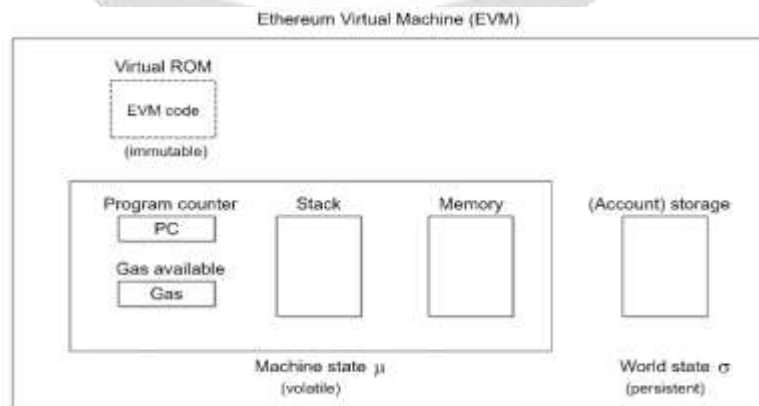 Ethereum Virtual Machine (EVM)
Virtual ROM
EVM code
(immutable)
Program counter
PC
Stack
Memory
(Account) storage
Gas available
Gas
Machine state μ
(volatile)
World state σ
(persistent)